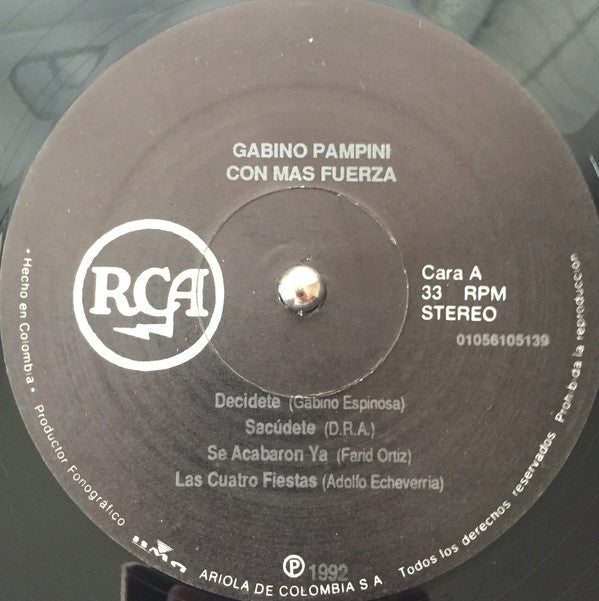 GABINO PAMPINI
CON MAS FUERZA
RCA
Cara A
33 RPM
STEREO
01056105139
Decidete (Gabino Espinosa)
Sacúdete (D.R.A.)
Se Acabaron Ya (Farid Ortiz)
Las Cuatro Fiestas (Adolfo Echeverria)
• Hecho en Colombia • Productor Fonográfico
BMG
ARIOLA DE COLOMBIA S A
℗ 1992
Todos los derechos reservados Prohibida la reproducción